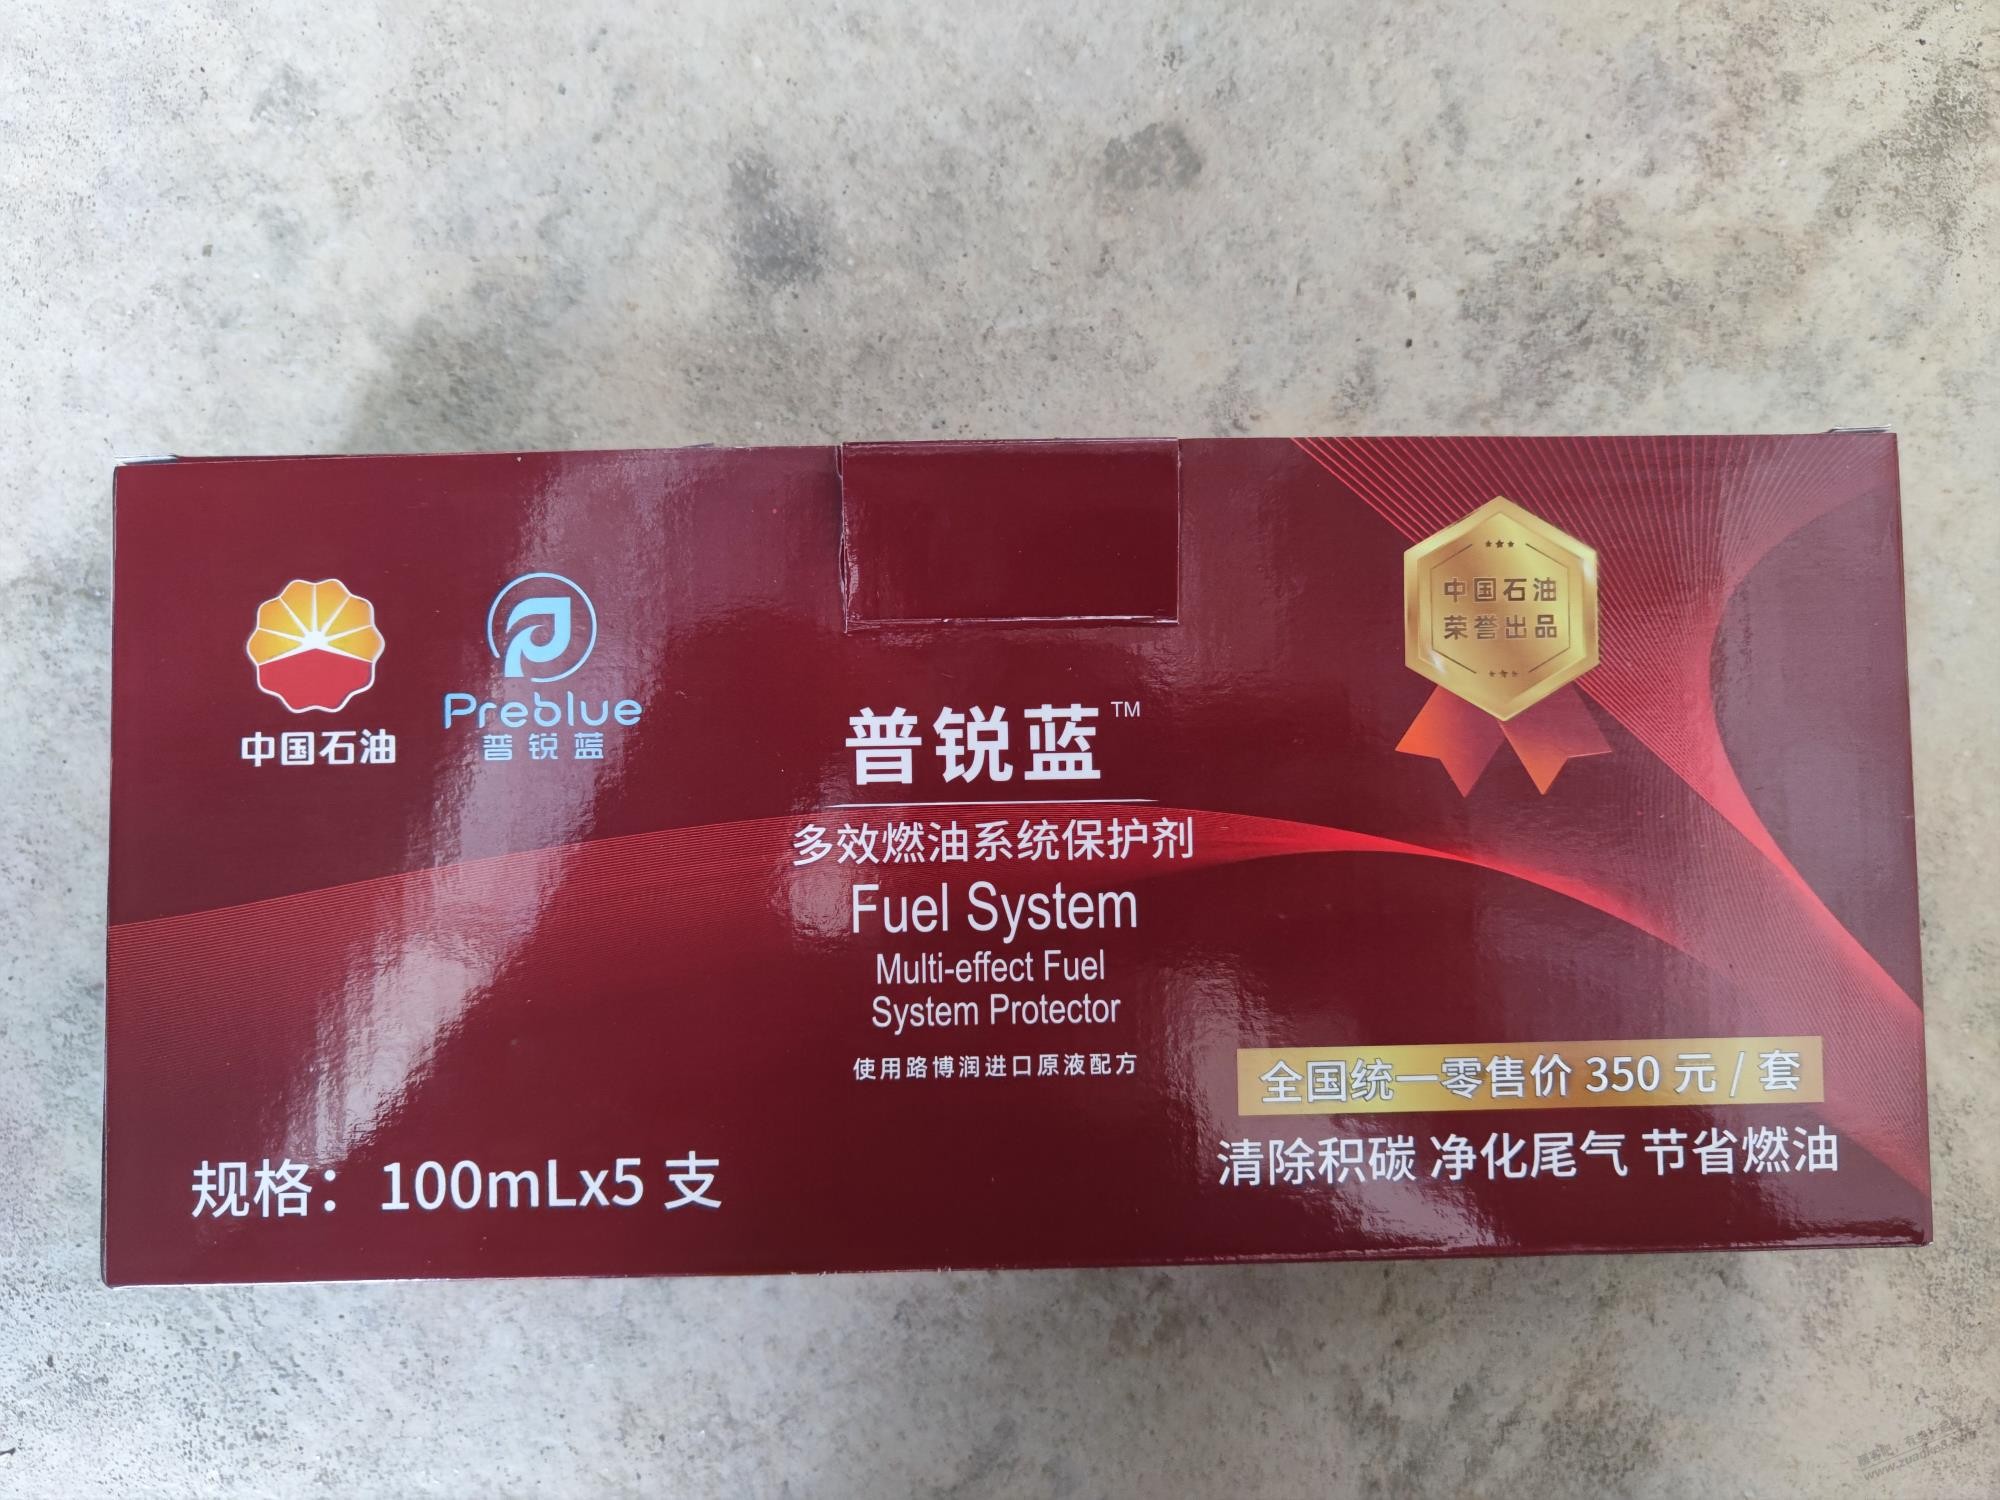 中国石油
荣誉出品
中国石油
Preblue
普锐蓝
普锐蓝™
多效燃油系统保护剂
Fuel System
Multi-effect Fuel
System Protector
使用路博润进口原液配方
全国统一零售价 350 元 / 套
清除积碳 净化尾气 节省燃油
规格：100mLx5 支